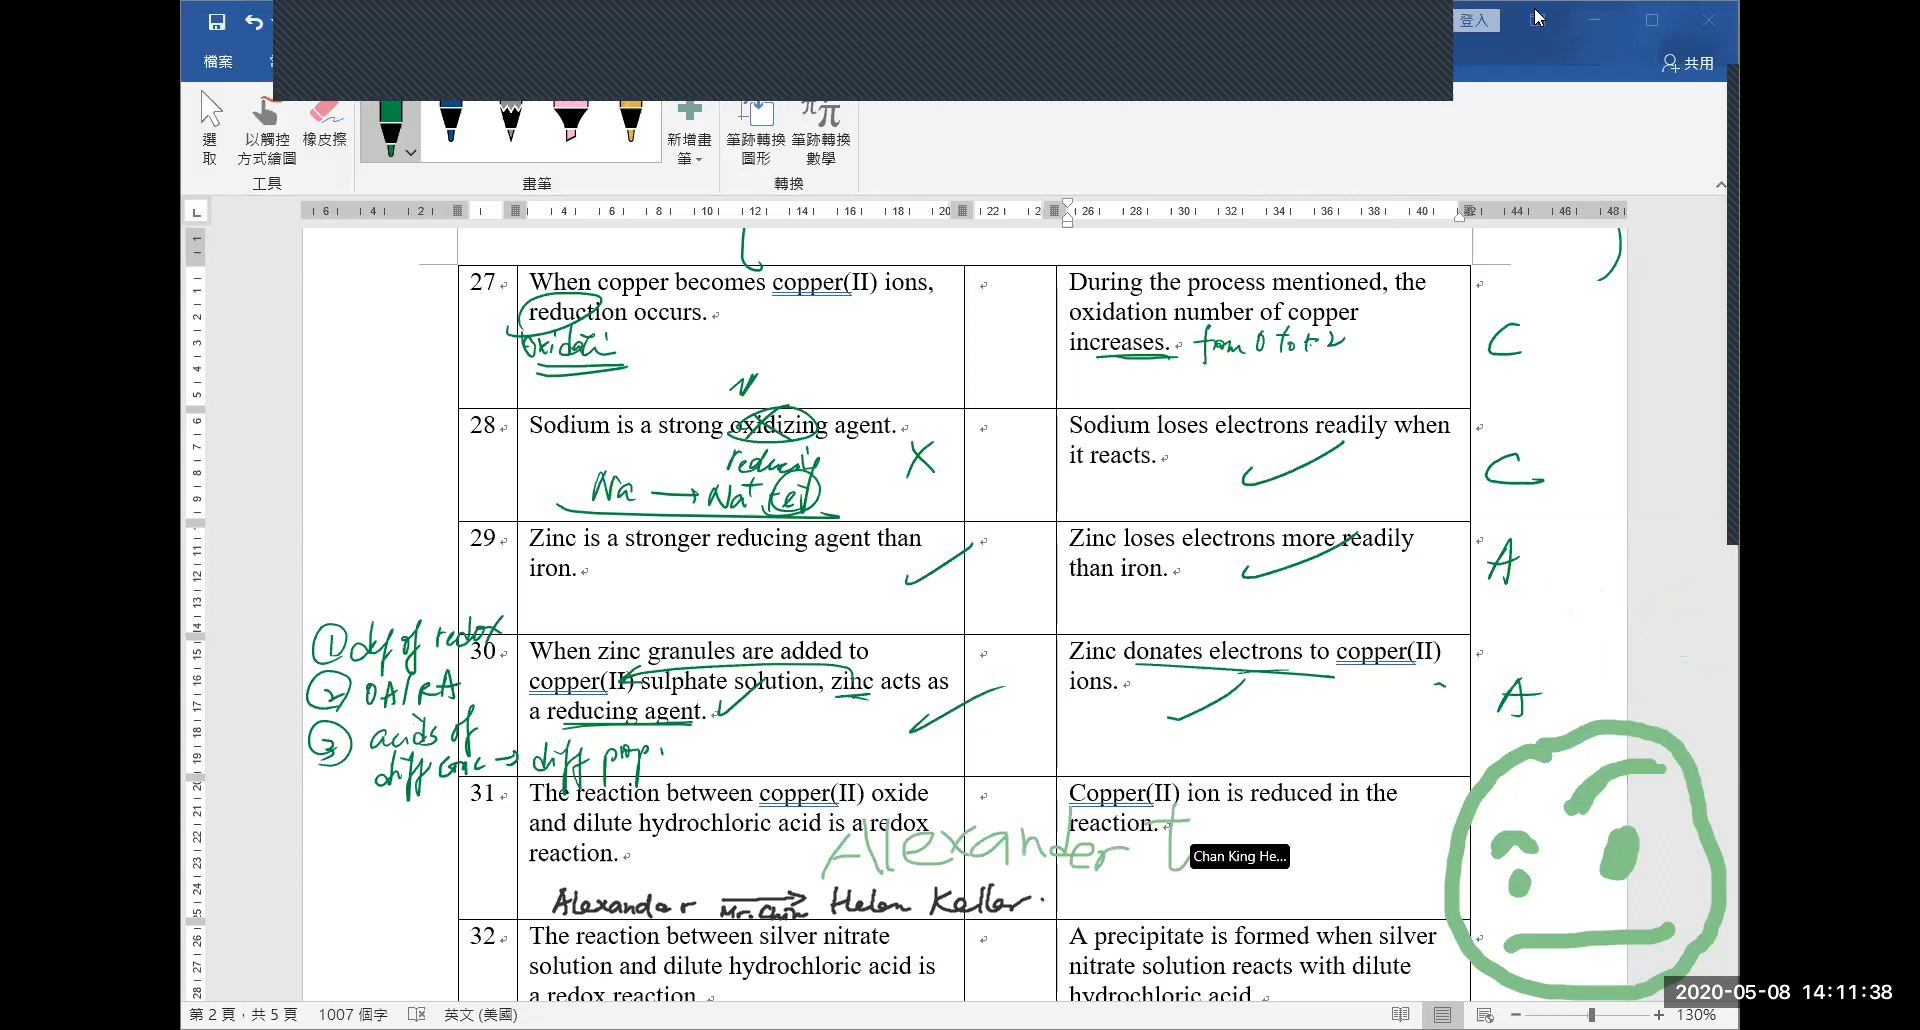 登入
檔案
共用
選取
以觸控方式繪圖
橡皮擦
新增畫筆
筆跡轉換圖形
筆跡轉換數學
工具
畫筆
轉換
27
When copper becomes copper(II) ions,
reduction occurs.
During the process mentioned, the
oxidation number of copper
increases.
from 0 to +2
C
28
Sodium is a strong oxidizing agent.
reducing
Na → Na+ + e-
Sodium loses electrons readily when
it reacts.
C
29
Zinc is a stronger reducing agent than
iron.
Zinc loses electrons more readily
than iron.
A
① def of redox
② OA/RA
③ acids of
diff conc → diff prop.
30
When zinc granules are added to
copper(II) sulphate solution, zinc acts as
a reducing agent.
Zinc donates electrons to copper(II)
ions.
A
31
The reaction between copper(II) oxide
and dilute hydrochloric acid is a redox
reaction.
Copper(II) ion is reduced in the
reaction.
Alexander t
Chan King He...
Alexander Helen Keller.
32
The reaction between silver nitrate
solution and dilute hydrochloric acid is
a redox reaction
A precipitate is formed when silver
nitrate solution reacts with dilute
hydrochloric acid
2020-05-08 14:11:38
第 2 頁，共 5 頁 1007 個字 英文 (美國) 130%